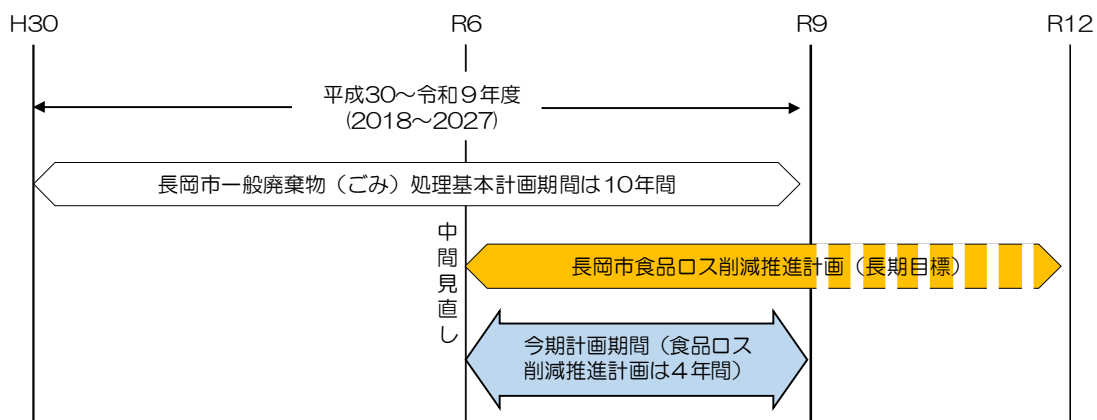 H30
R6
R9
R12
平成30～令和９年度
(2018～2027)
長岡市一般廃棄物（ごみ）処理基本計画期間は10年間
中間見直し
長岡市食品ロス削減推進計画（長期目標）
今期計画期間（食品ロス
削減推進計画は４年間）